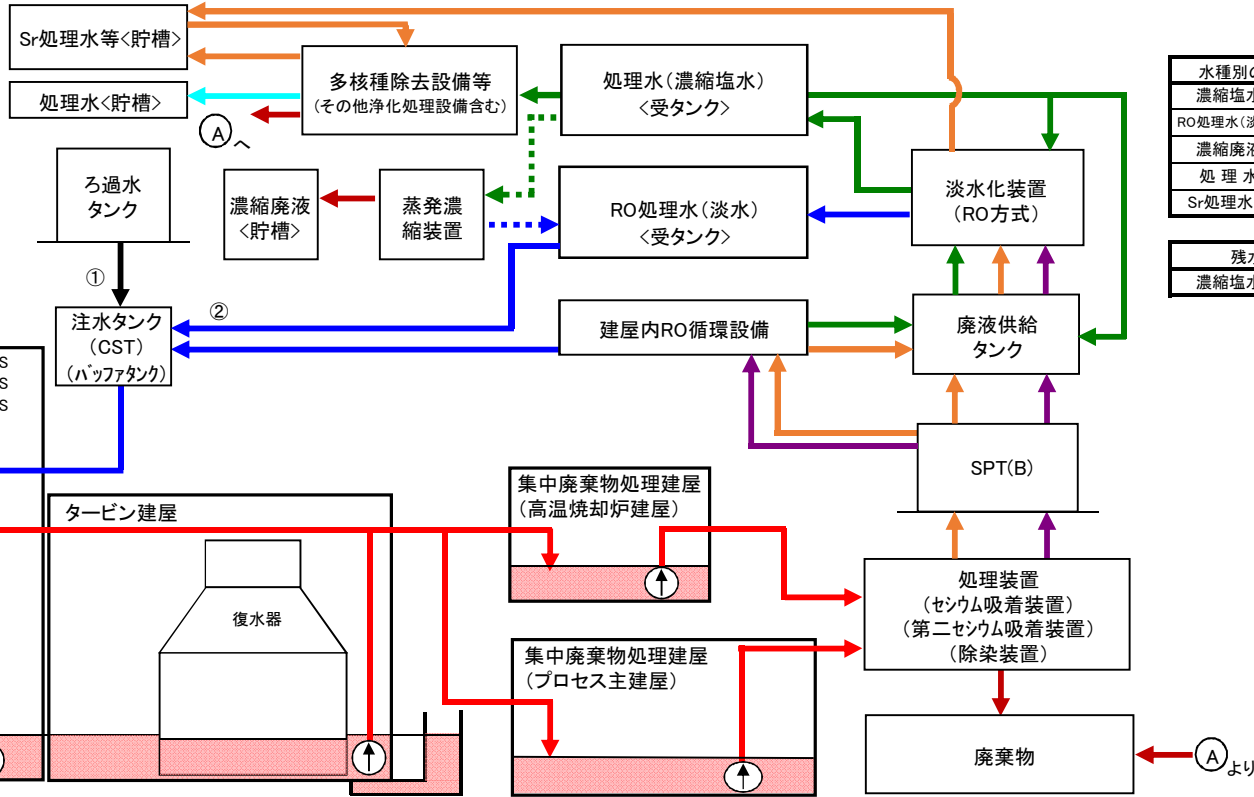 Sr処理水等<貯槽>
処理水<貯槽>
多核種除去設備等
(その他浄化処理設備含む)
Aへ
処理水(濃縮塩水)
<受タンク>
水種別の
濃縮塩水
RO処理水(淡
濃縮廃液
処 理 水
Sr処理水
残水
濃縮塩水
ろ過水
タンク
濃縮廃液
<貯槽>
蒸発濃
縮装置
RO処理水(淡水)
<受タンク>
淡水化装置
(RO方式)
①
②
注水タンク
(CST)
(バッファタンク)
建屋内RO循環設備
廃液供給
タンク
S
S
S
SPT(B)
タービン建屋
復水器
集中廃棄物処理建屋
(高温焼却炉建屋)
集中廃棄物処理建屋
(プロセス主建屋)
処理装置
(セシウム吸着装置)
(第二セシウム吸着装置)
(除染装置)
廃棄物
Aより